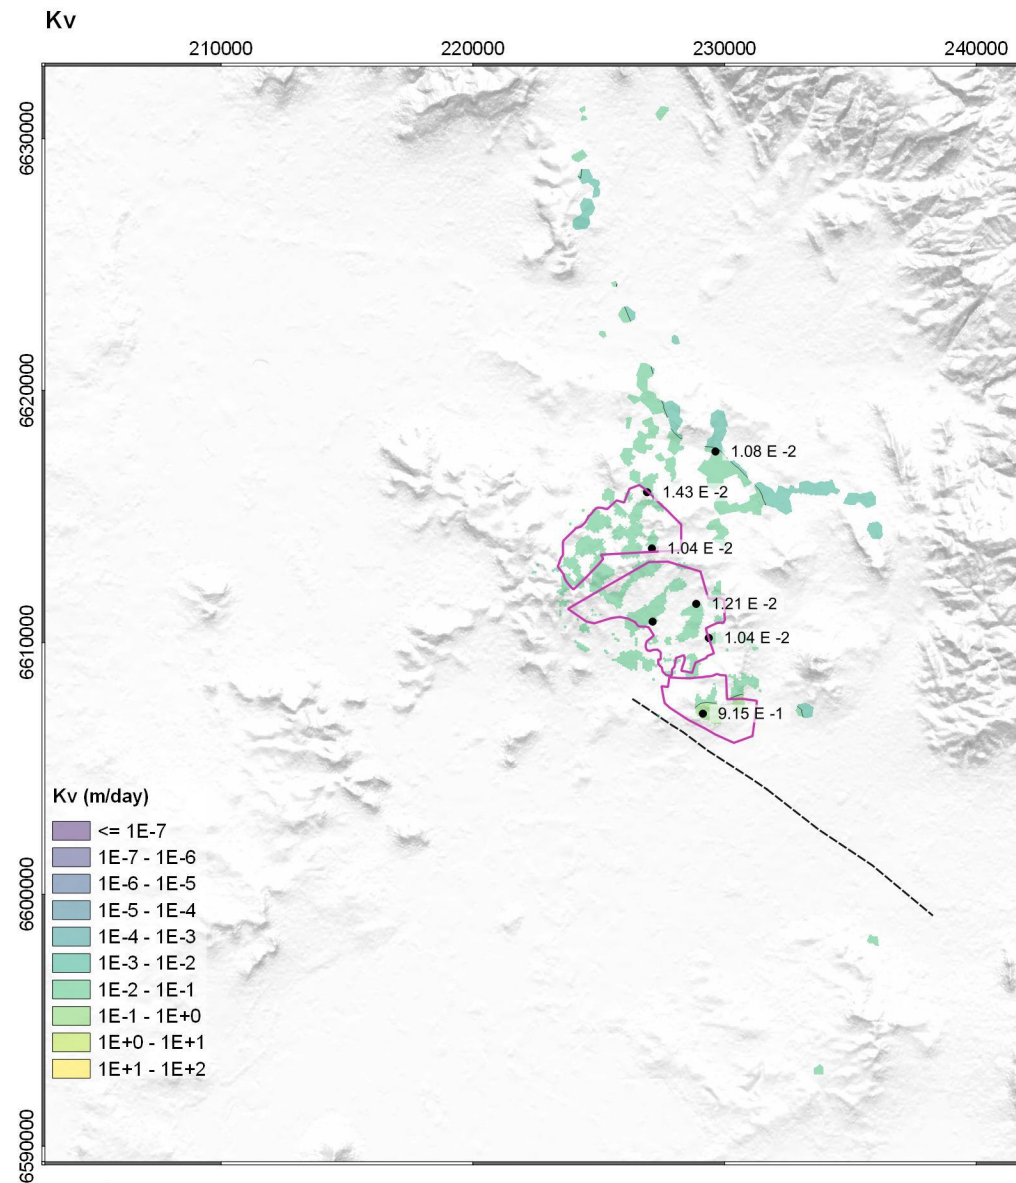 Kv
210000
220000
230000
240000
6630000
6620000
6610000
6600000
6590000
1.08 E -2
1.43 E -2
1.04 E -2
1.21 E -2
1.04 E -2
9.15 E -1
Kv (m/day)
<= 1E-7
1E-7 - 1E-6
1E-6 - 1E-5
1E-5 - 1E-4
1E-4 - 1E-3
1E-3 - 1E-2
1E-2 - 1E-1
1E-1 - 1E+0
1E+0 - 1E+1
1E+1 - 1E+2